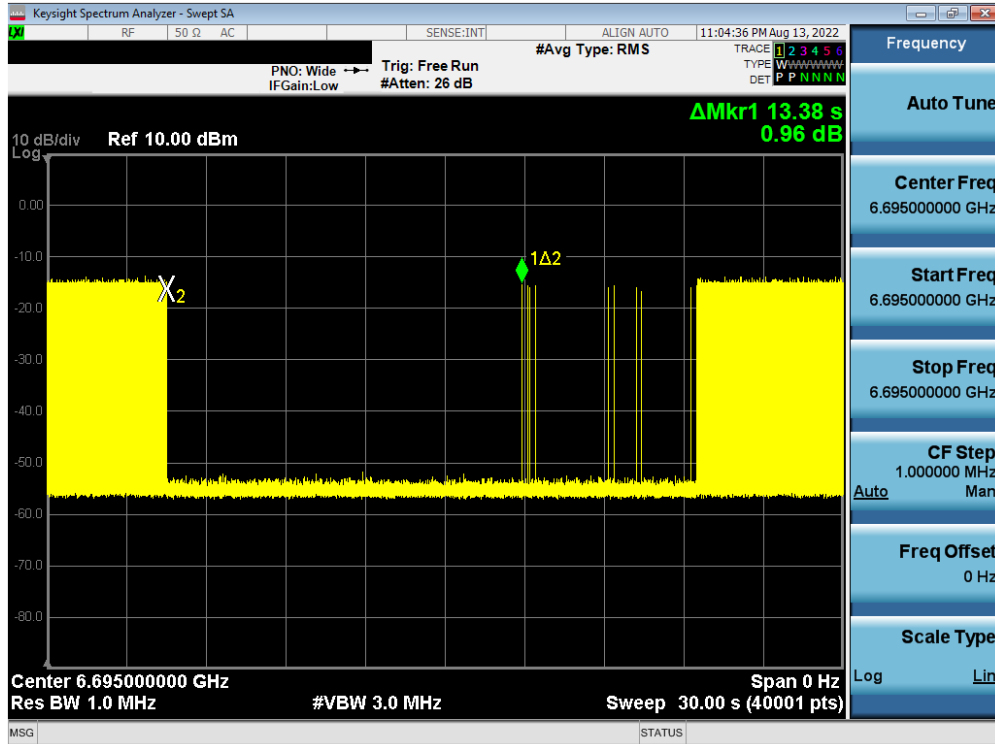 Keysight Spectrum Analyzer - Swept SA
LXI RF 50 Ω AC SENSE:INT ALIGN AUTO 11:04:36 PM Aug 13, 2022
#Avg Type: RMS
TRACE 1 2 3 4 5 6
TYPE WWWWWW
DET P P N N N N
PNO: Wide
IFGain:Low
Trig: Free Run
#Atten: 26 dB
ΔMkr1 13.38 s
0.96 dB
10 dB/div Ref 10.00 dBm
Log
0.00
-10.0
-20.0
-30.0
-40.0
-50.0
-60.0
-70.0
-80.0
1Δ2
X2
Center 6.695000000 GHz Span 0 Hz
Res BW 1.0 MHz #VBW 3.0 MHz Sweep 30.00 s (40001 pts)
MSG STATUS
Frequency
Auto Tune
Center Freq
6.695000000 GHz
Start Freq
6.695000000 GHz
Stop Freq
6.695000000 GHz
CF Step
1.000000 MHz
Auto Man
Freq Offset
0 Hz
Scale Type
Log Lin